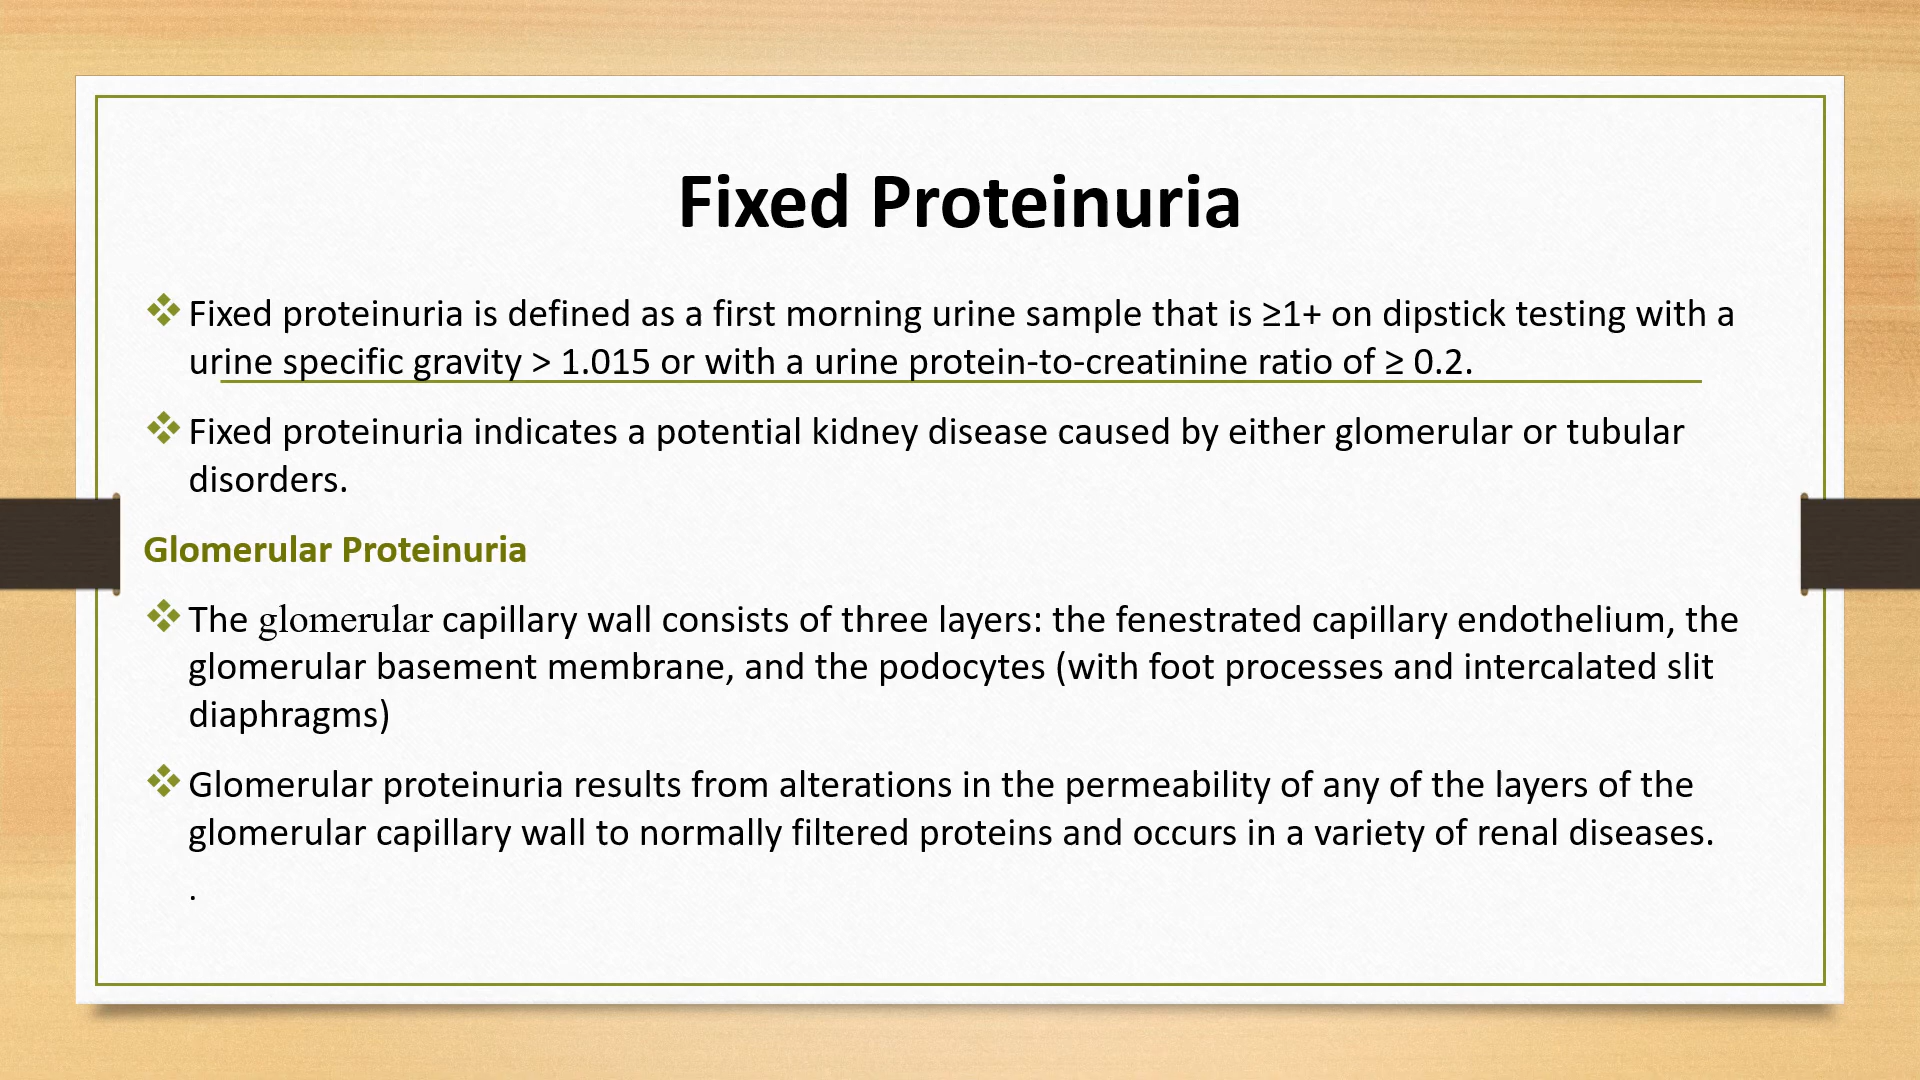 Fixed Proteinuria
Fixed proteinuria is defined as a first morning urine sample that is ≥1+ on dipstick testing with a
urine specific gravity > 1.015 or with a urine protein-to-creatinine ratio of ≥ 0.2.
Fixed proteinuria indicates a potential kidney disease caused by either glomerular or tubular
disorders.
Glomerular Proteinuria
The glomerular capillary wall consists of three layers: the fenestrated capillary endothelium, the
glomerular basement membrane, and the podocytes (with foot processes and intercalated slit
diaphragms)
Glomerular proteinuria results from alterations in the permeability of any of the layers of the
glomerular capillary wall to normally filtered proteins and occurs in a variety of renal diseases.
.